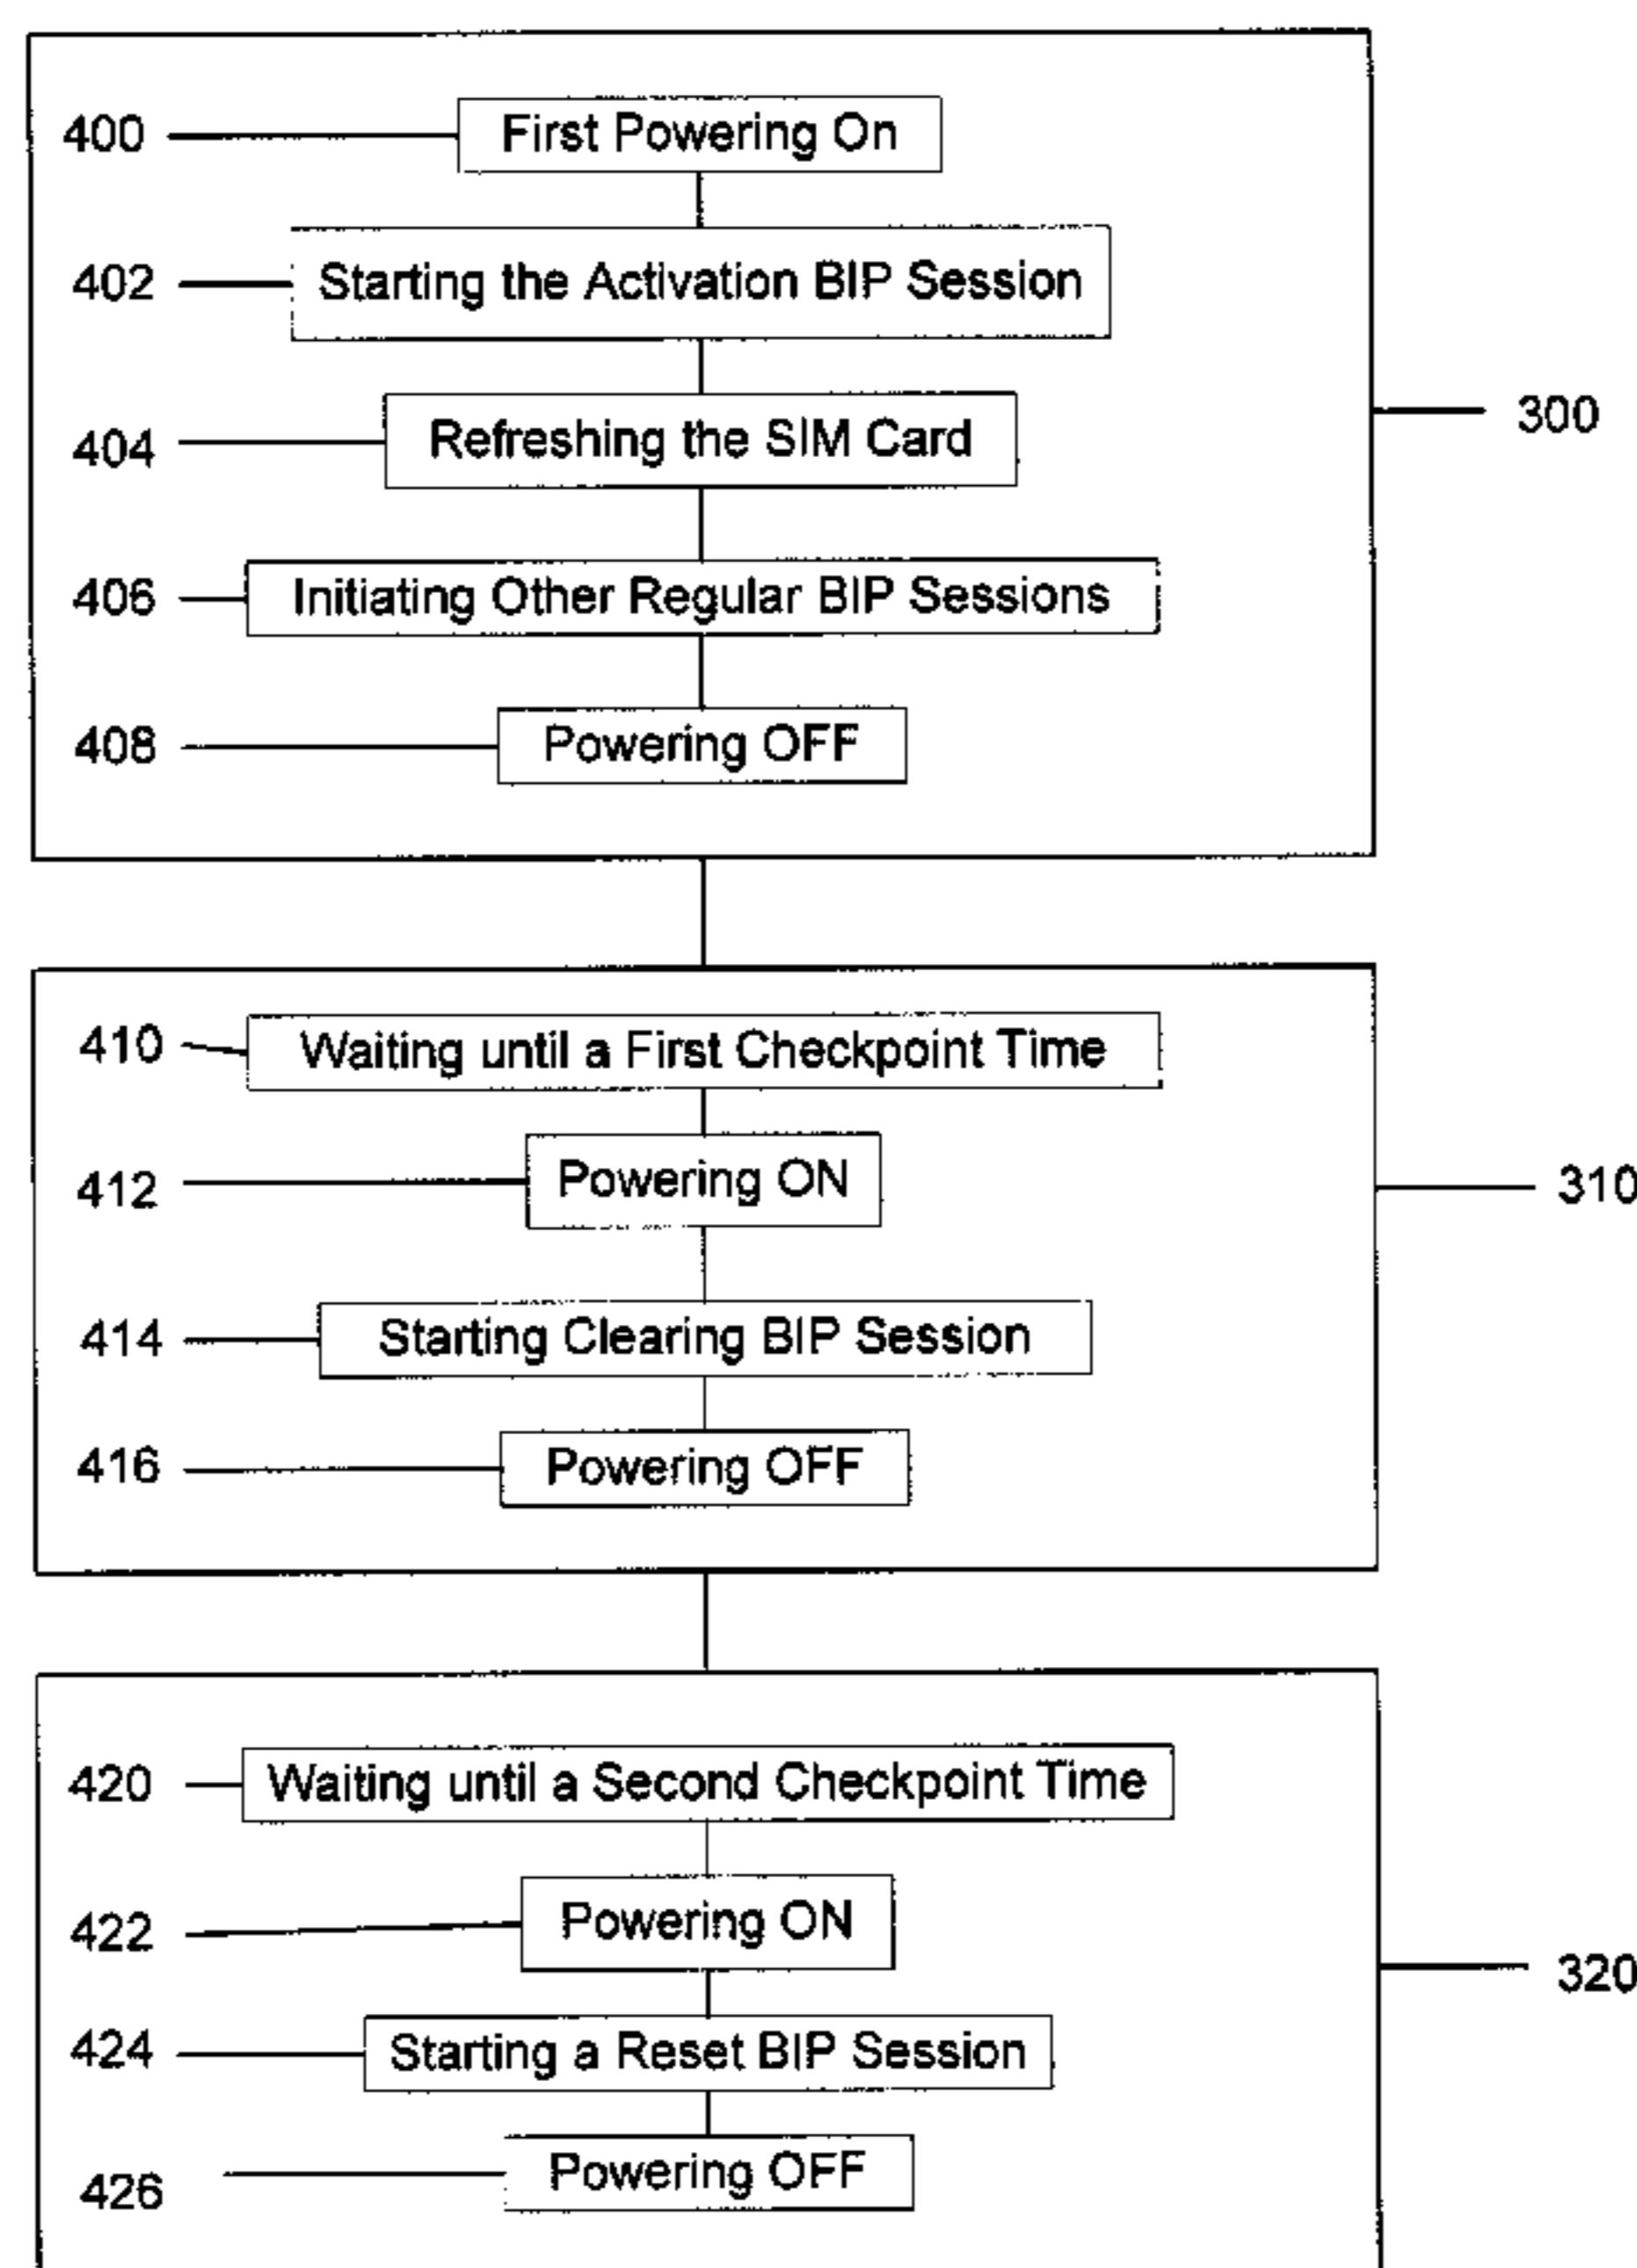 400 First Powering On
402 Starting the Activation BIP Session
404 Refreshing the SIM Card
300
406 Initiating Other Regular BIP Sessions
408 Powering OFF
410 Waiting until a First Checkpoint Time
412 Powering ON
310
414 Starting Clearing BIP Session
416 Powering OFF
420 Waiting until a Second Checkpoint Time
422 Powering ON
320
424 Starting a Reset BIP Session
426 Powering OFF